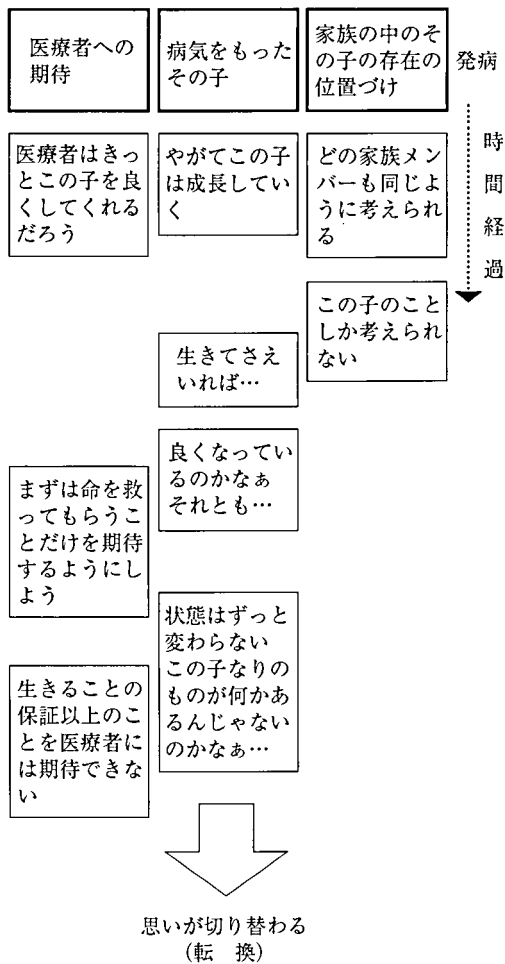 医療者への
期待
病気をもった
その子
家族の中のその
子の存在の
位置づけ
発病
時間経過
医療者はきっ
とこの子を良
くしてくれる
だろう
やがてこの子
は成長してい
く
どの家族メン
バーも同じよ
うに考えられ
る
この子のこと
しか考えられ
ない
生きてさえ
いれば…
良くなってい
るのかなぁ
それとも…
まずは命を救
ってもらうこ
とだけを期待
するようにし
よう
状態はずっと
変わらない
この子なりの
ものが何かあ
るんじゃない
のかなぁ…
生きることの
保証以上のこ
とを医療者に
は期待できな
い
思いが切り替わる
(転 換)